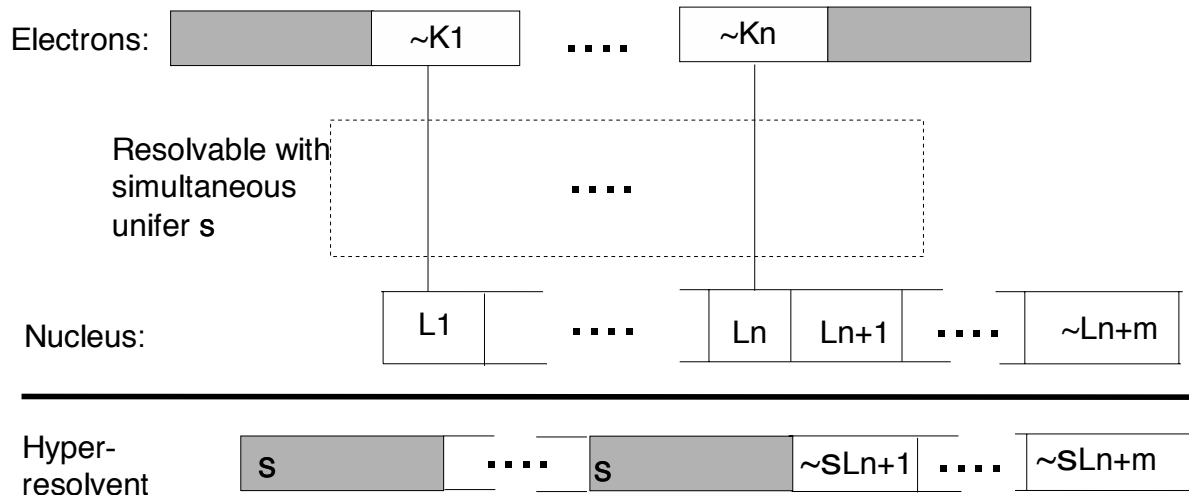 Electrons: ~K1 .... ~Kn
Resolvable with
simultaneous
unifer s
....
Nucleus: L1 .... Ln Ln+1 .... ~Ln+m
Hyper-
resolvent
s .... s ~sLn+1 .... ~sLn+m